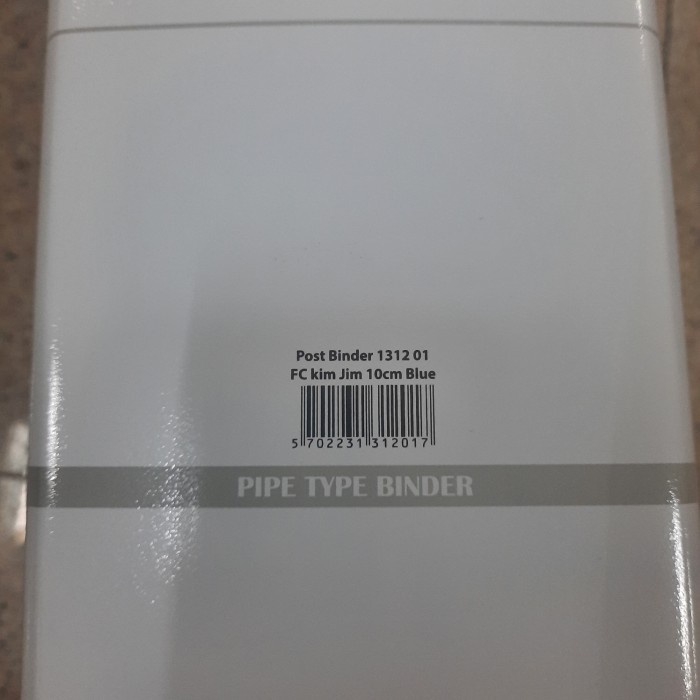 Post Binder 1312 01
FC kim Jim 10cm Blue
5 702231 312017
PIPE TYPE BINDER